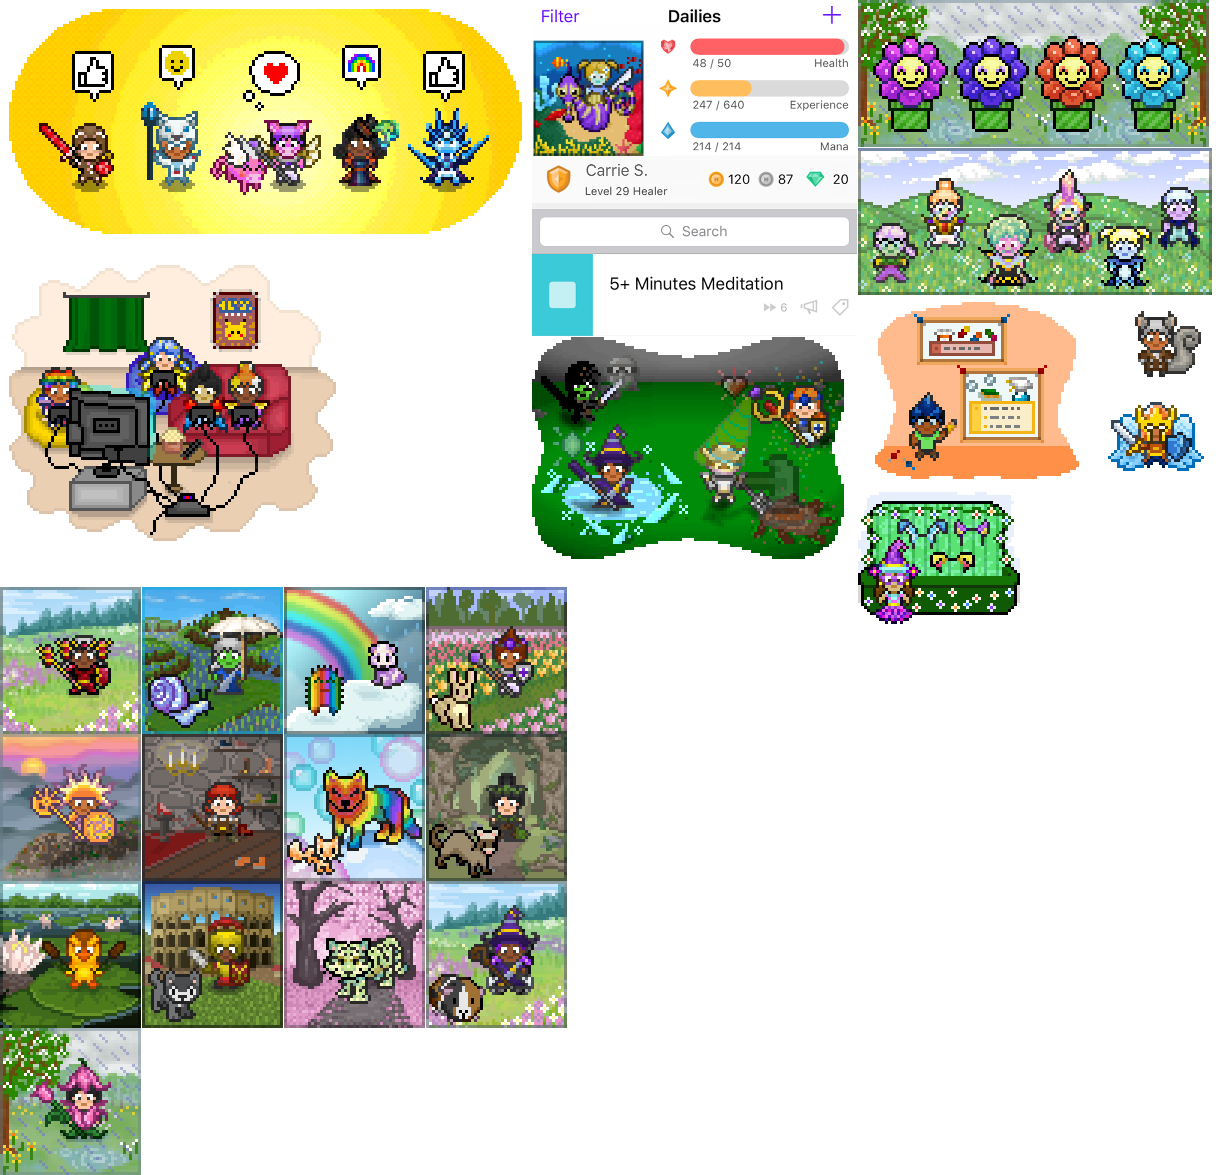 Filter
Dailies
48 / 50
Health
247 / 640
Experience
214 / 214
Mana
Carrie S.
Level 29 Healer
120
87
20
Search
5+ Minutes Meditation
6